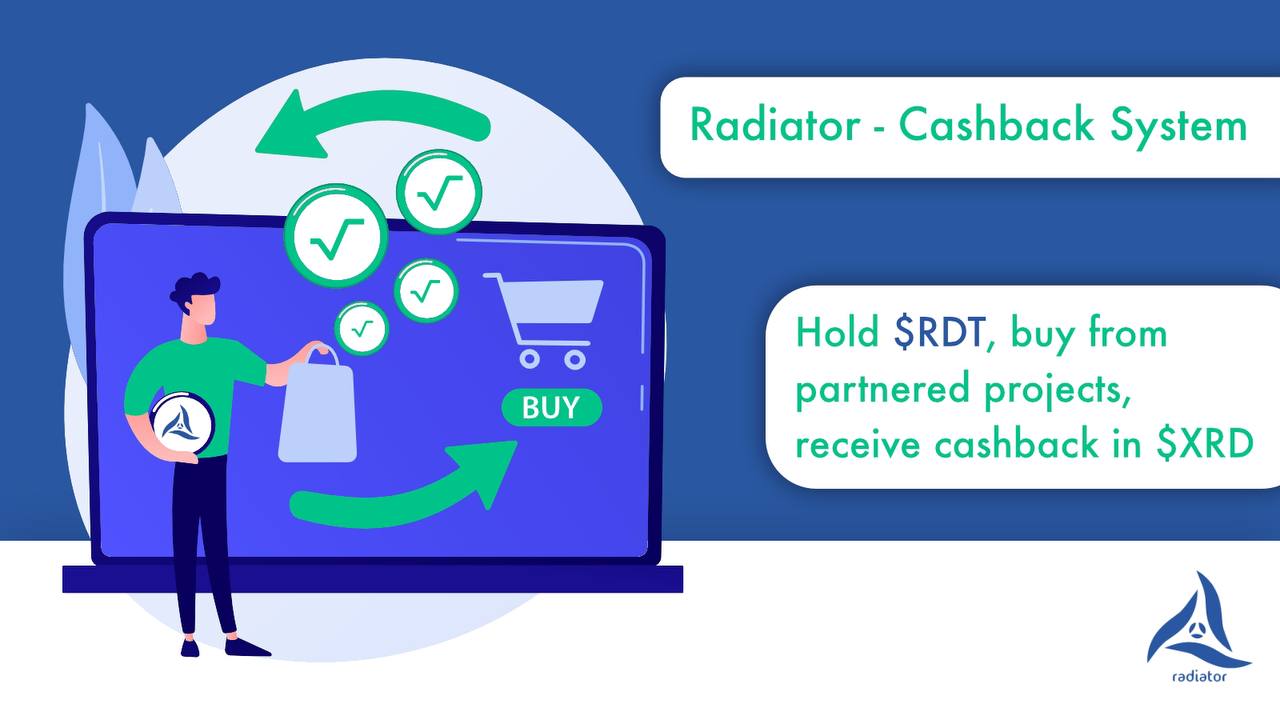 Radiator - Cashback System
BUY
Hold $RDT, buy from
partnered projects,
receive cashback in $XRD
radiator